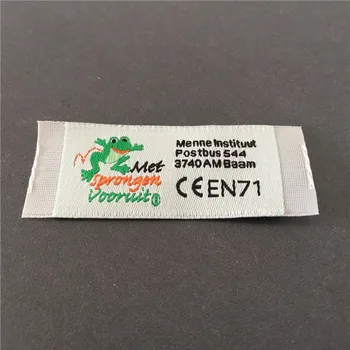 Met
sprongen
vooruit®
Menne Instituut
Postbus 544
3740 AM Baarn
CE EN71